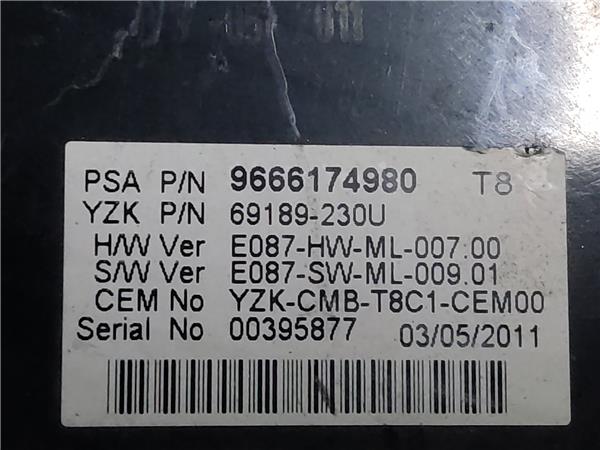 PSA P/N 9666174980 T8
YZK P/N 69189-230U
H/W Ver E087-HW-ML-007.00
S/W Ver E087-SW-ML-009.01
CEM No YZK-CMB-T8C1-CEM00
Serial No 00395877 03/05/2011